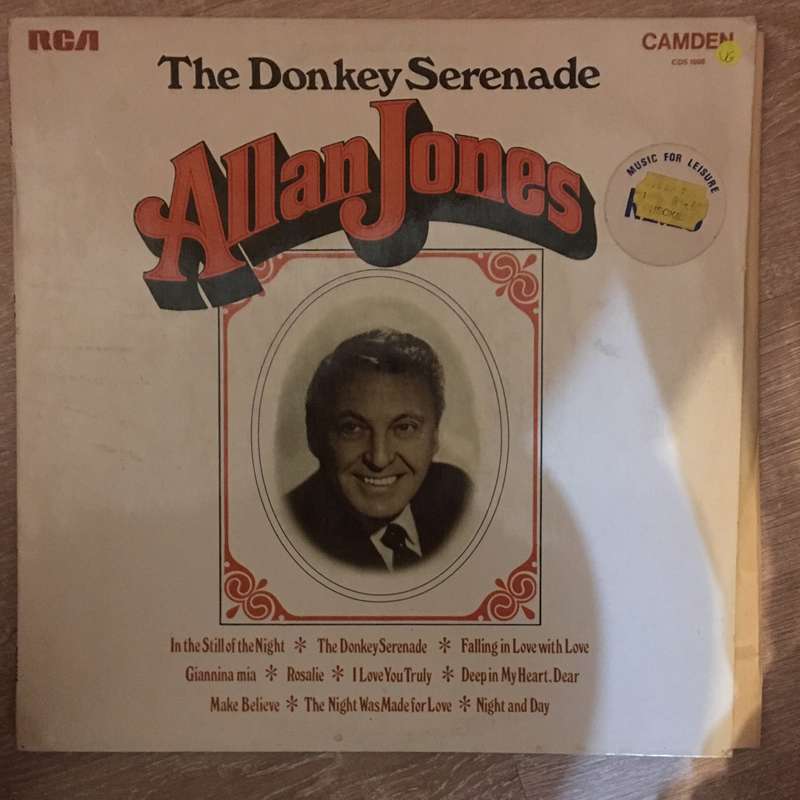 RCA
CAMDEN
VG
The Donkey Serenade
Allan Jones
MUSIC FOR LEISURE
In the Still of the Night * The Donkey Serenade * Falling in Love with Love
Giannina mia * Rosalie * I Love You Truly * Deep in My Heart, Dear
Make Believe * The Night Was Made for Love * Night and Day